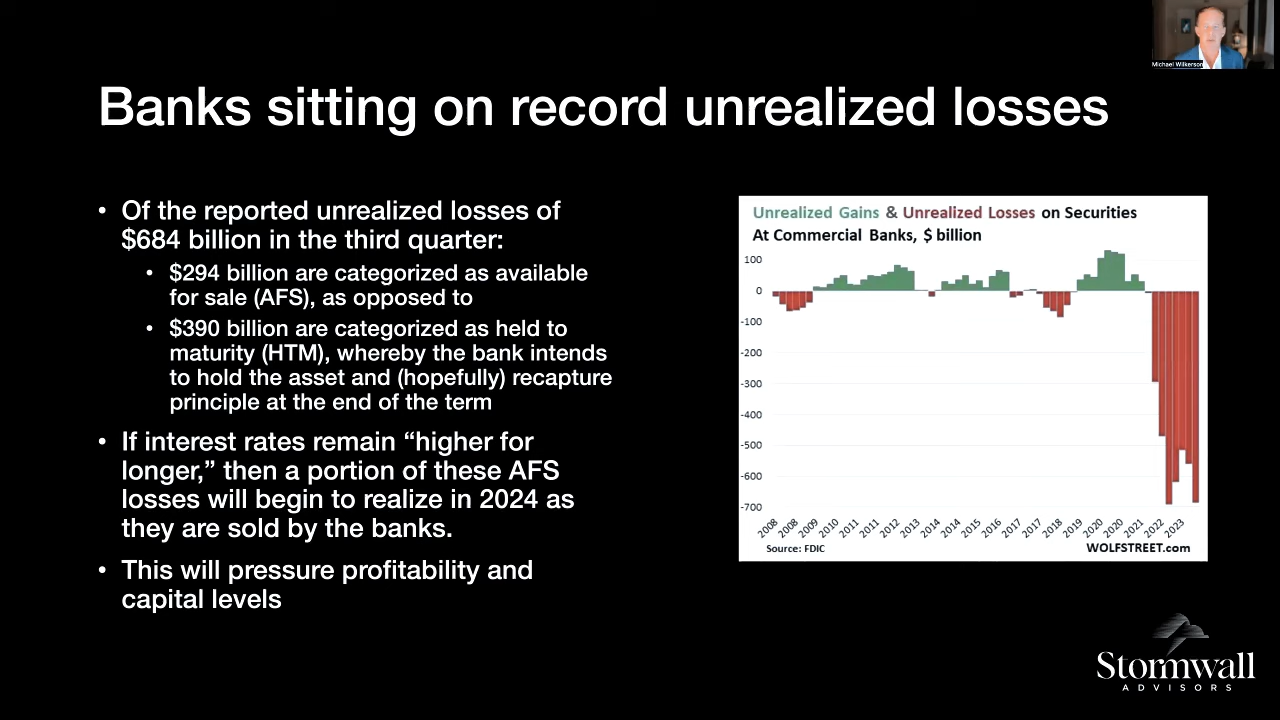 Michael Wilkerson
Banks sitting on record unrealized losses
• Of the reported unrealized losses of
$684 billion in the third quarter:
• $294 billion are categorized as available
for sale (AFS), as opposed to
• $390 billion are categorized as held to
maturity (HTM), whereby the bank intends
to hold the asset and (hopefully) recapture
principle at the end of the term
• If interest rates remain “higher for
longer,” then a portion of these AFS
losses will begin to realize in 2024 as
they are sold by the banks.
• This will pressure profitability and
capital levels
Unrealized Gains & Unrealized Losses on Securities
At Commercial Banks, $ billion
100
0
-100
-200
-300
-400
-500
-600
-700
2008 2008 2009 2010 2011 2011 2012 2013 2014 2014 2015 2016 2017 2017 2018 2019 2020 2020 2021 2022 2023
Source: FDIC
WOLFSTREET.com
Stormwall
ADVISORS